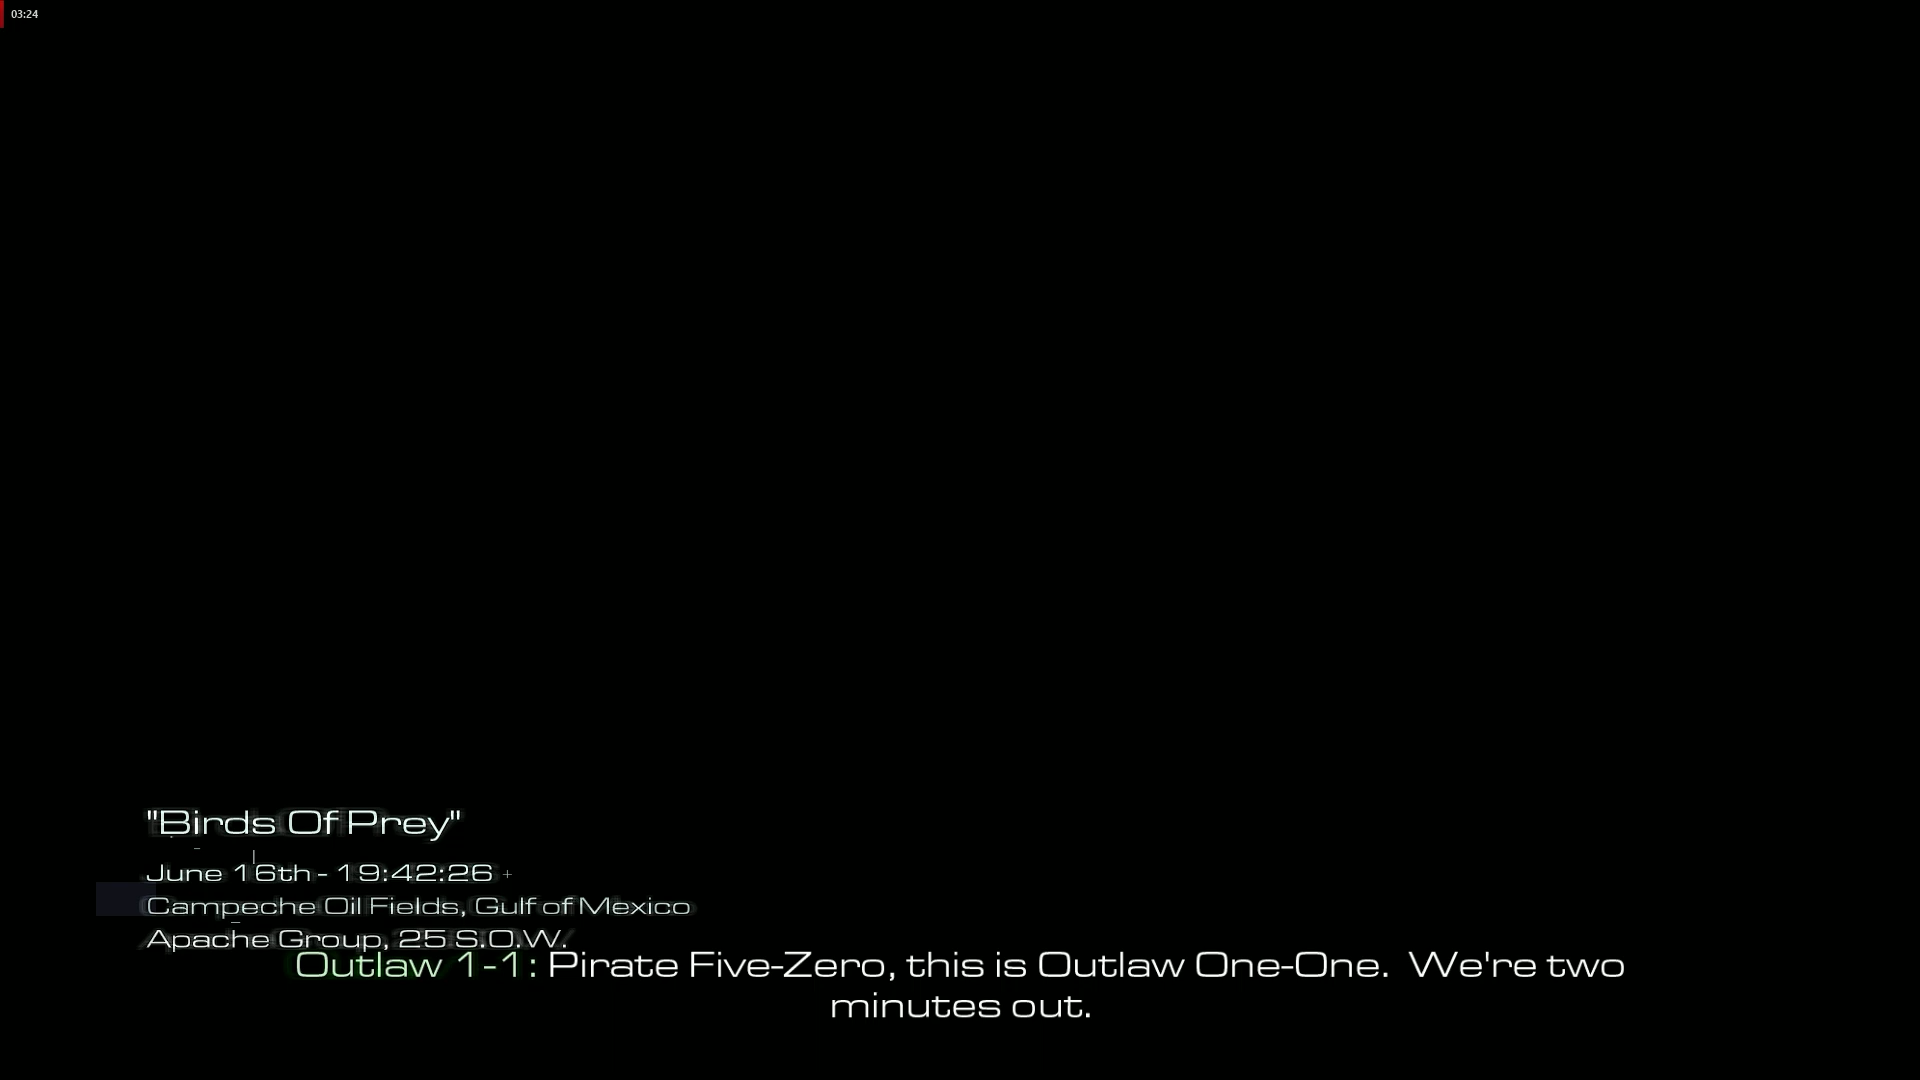 03:24
"Birds Of Prey"
June 16th - 19:42:26
Campeche Oil Fields, Gulf of Mexico
Apache Group, 25 S.O.W.
Outlaw 1-1: Pirate Five-Zero, this is Outlaw One-One.  We're two
minutes out.